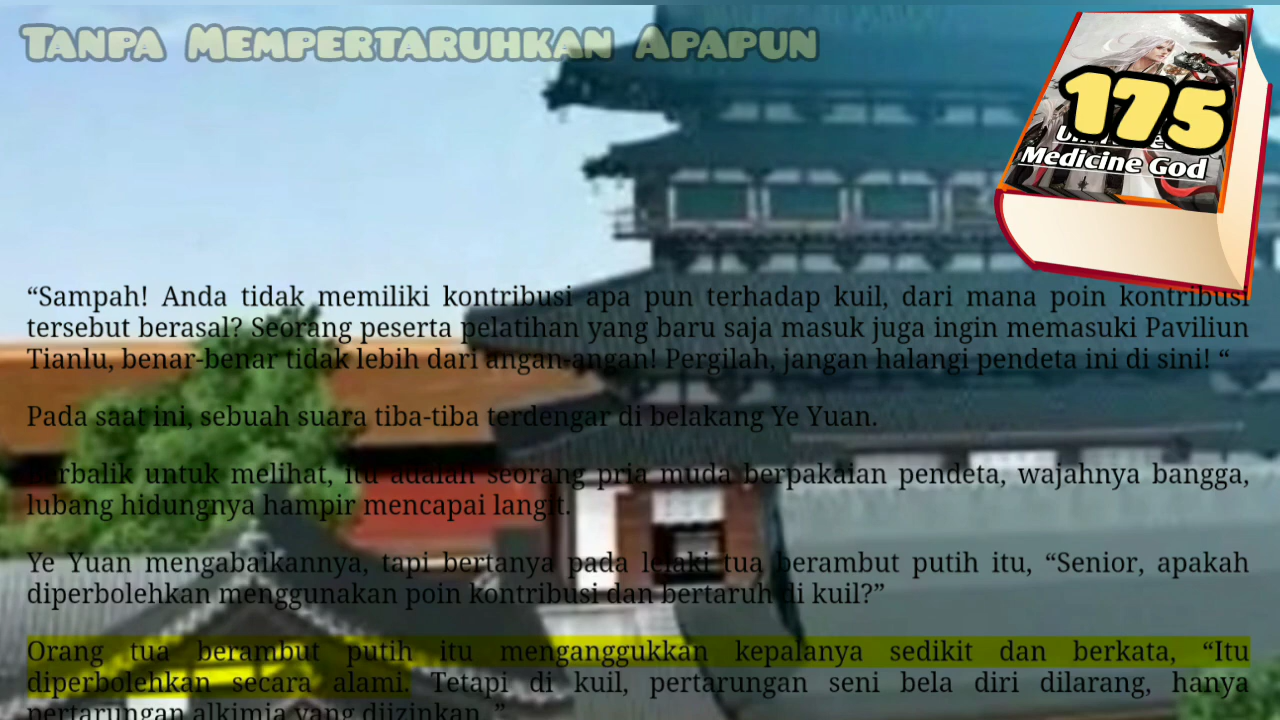 Tanpa Mempertaruhkan Apapun
175
Medicine God
“Sampah! Anda tidak memiliki kontribusi apa pun terhadap kuil, dari mana poin kontribusi
tersebut berasal? Seorang peserta pelatihan yang baru saja masuk juga ingin memasuki Paviliun
Tianlu, benar-benar tidak lebih dari angan-angan! Pergilah, jangan halangi pendeta ini di sini! “
Pada saat ini, sebuah suara tiba-tiba terdengar di belakang Ye Yuan.
Berbalik untuk melihat, itu adalah seorang pria muda berpakaian pendeta, wajahnya bangga,
lubang hidungnya hampir mencapai langit.
Ye Yuan mengabaikannya, tapi bertanya pada lelaki tua berambut putih itu, “Senior, apakah
diperbolehkan menggunakan poin kontribusi dan bertaruh di kuil?”
Orang tua berambut putih itu menganggukkan kepalanya sedikit dan berkata, “Itu
diperbolehkan secara alami. Tetapi di kuil, pertarungan seni bela diri dilarang, hanya
pertarungan alkimia yang diizinkan. ”